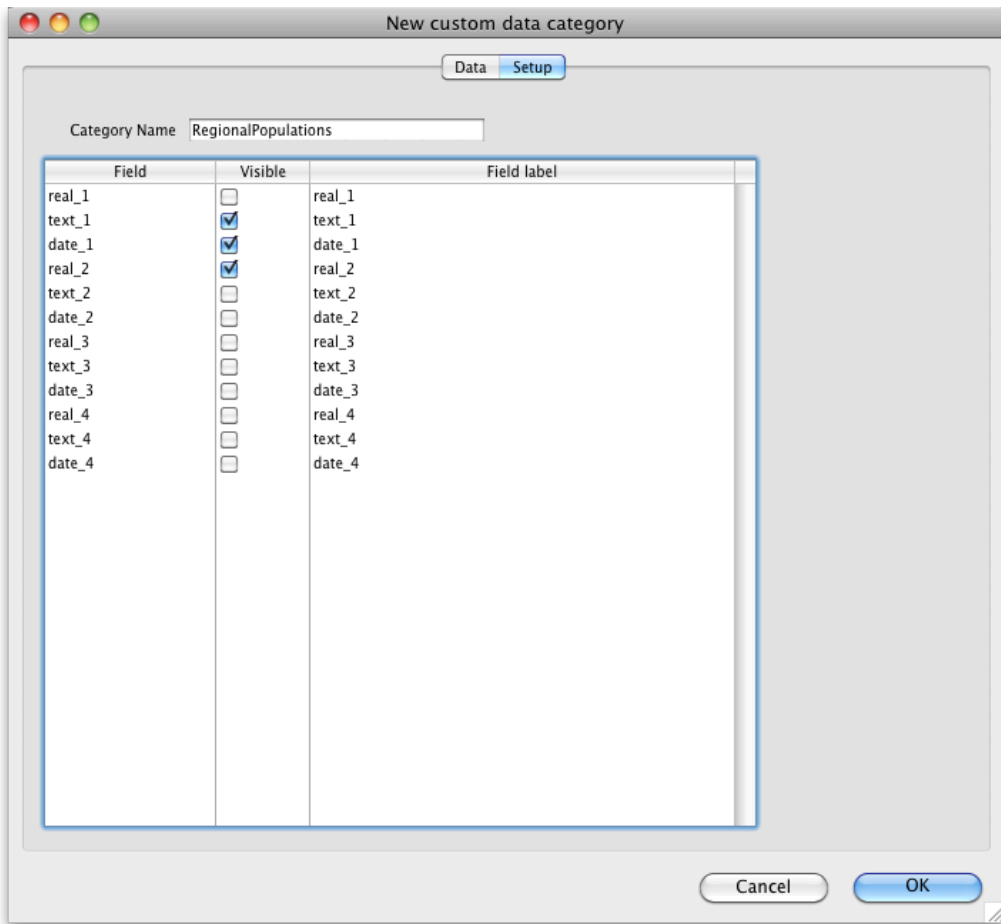 New custom data category
Data Setup
Category Name RegionalPopulations
Field Visible Field label
real_1 real_1
text_1 text_1
date_1 date_1
real_2 real_2
text_2 text_2
date_2 date_2
real_3 real_3
text_3 text_3
date_3 date_3
real_4 real_4
text_4 text_4
date_4 date_4
Cancel OK